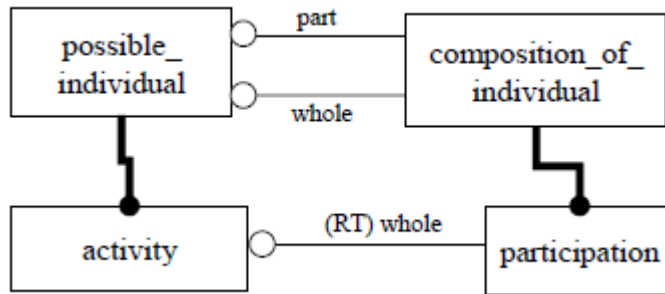 possible_
individual
part
composition_of_
individual
whole
activity
(RT) whole
participation